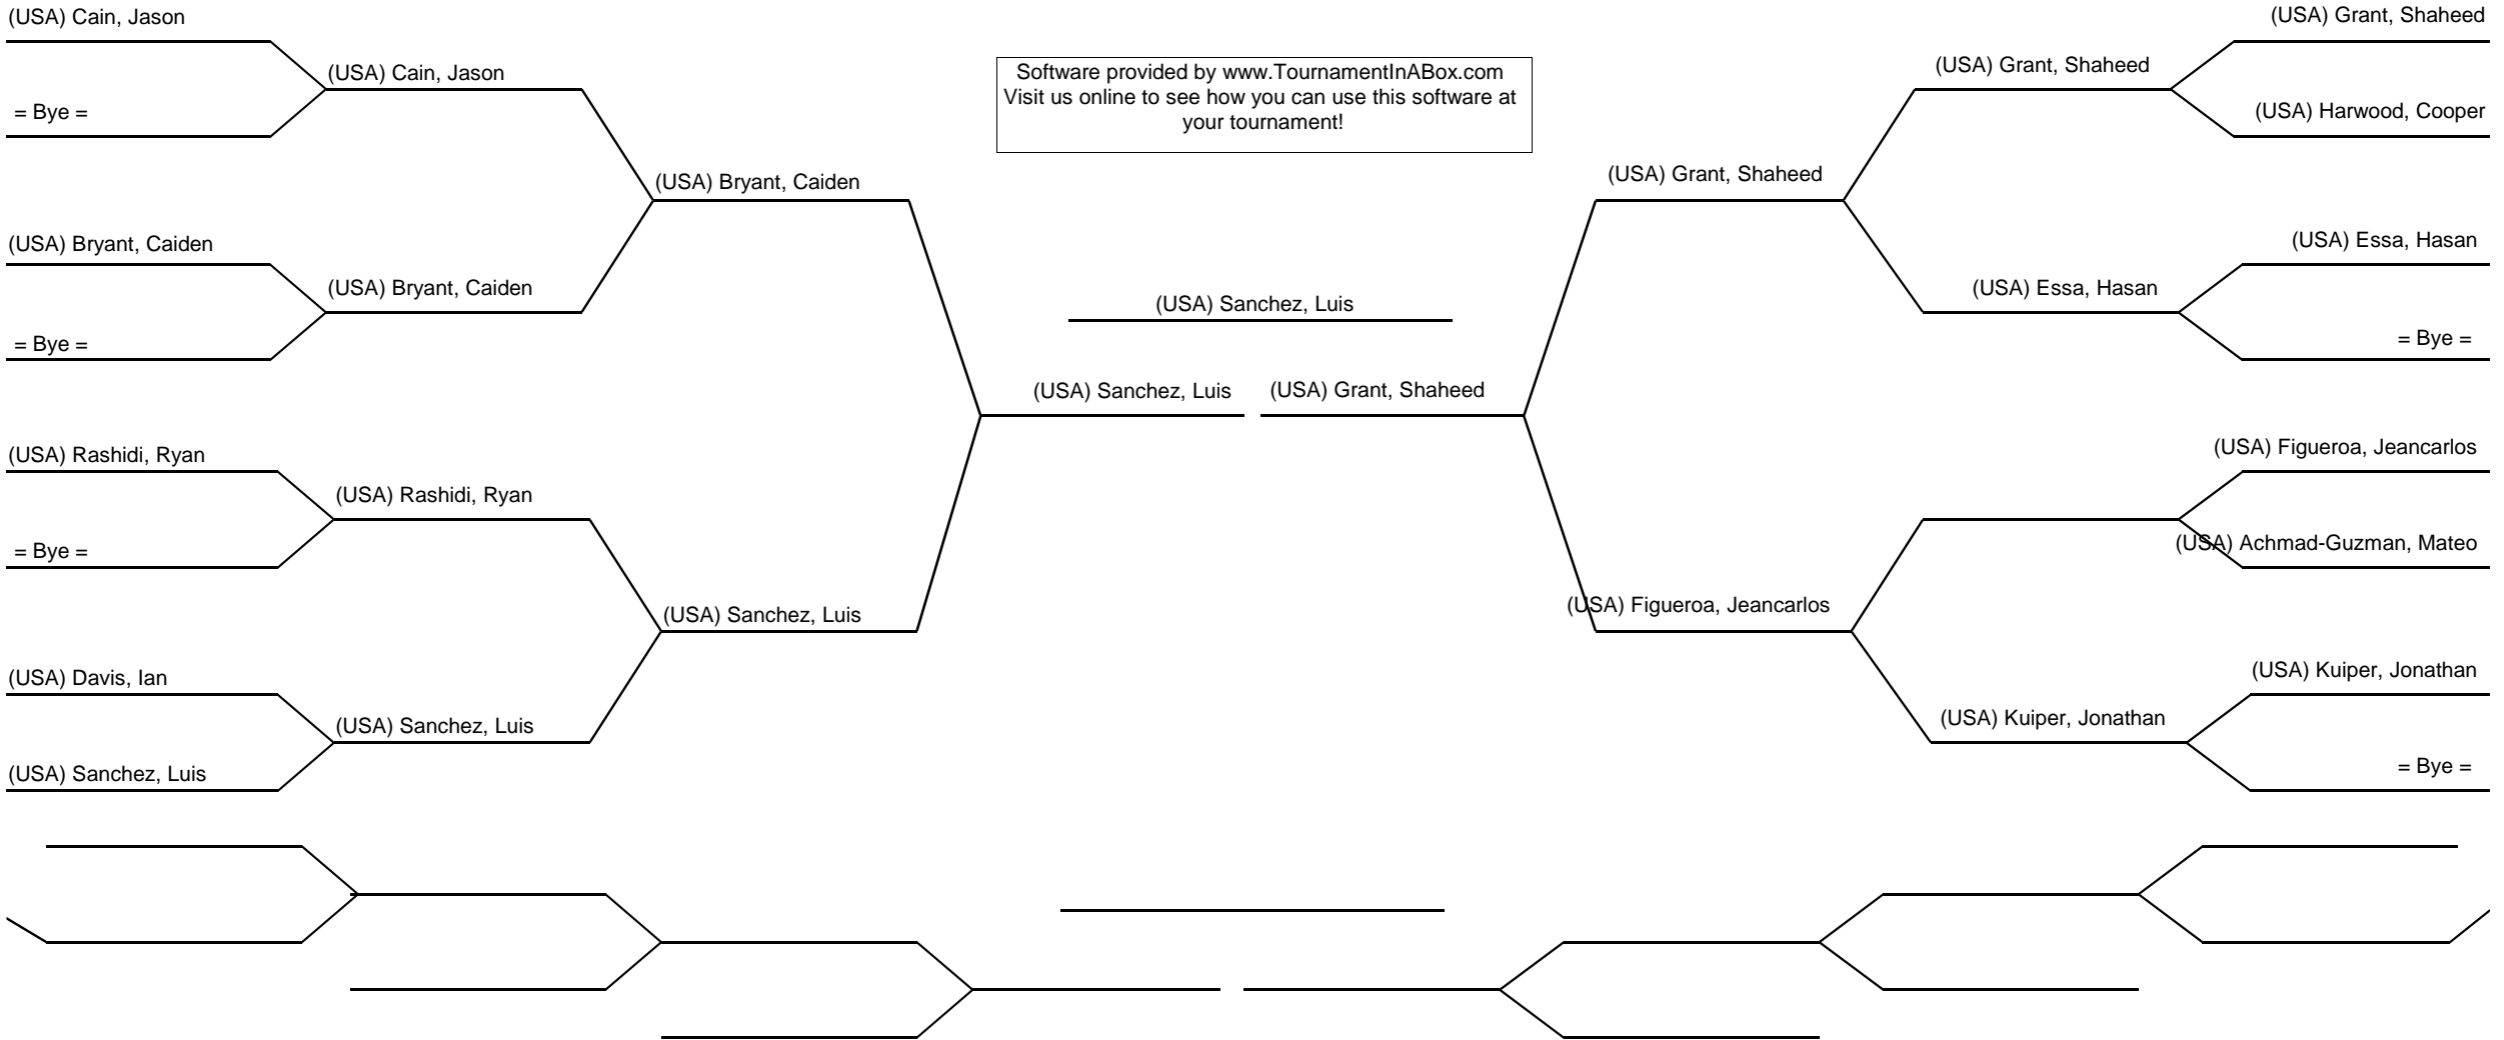 (USA) Cain, Jason
= Bye =
(USA) Bryant, Caiden
= Bye =
(USA) Rashidi, Ryan
= Bye =
(USA) Davis, Ian
(USA) Sanchez, Luis
(USA) Cain, Jason
(USA) Bryant, Caiden
(USA) Rashidi, Ryan
(USA) Sanchez, Luis
(USA) Bryant, Caiden
(USA) Sanchez, Luis
Software provided by www.TournamentInABox.com
Visit us online to see how you can use this software at
your tournament!
(USA) Sanchez, Luis
(USA) Sanchez, Luis
(USA) Grant, Shaheed
(USA) Grant, Shaheed
(USA) Figueroa, Jeancarlos
(USA) Grant, Shaheed
(USA) Essa, Hasan
(USA) Kuiper, Jonathan
(USA) Grant, Shaheed
(USA) Harwood, Cooper
(USA) Essa, Hasan
= Bye =
(USA) Figueroa, Jeancarlos
(USA) Achmad-Guzman, Mateo
(USA) Kuiper, Jonathan
= Bye =